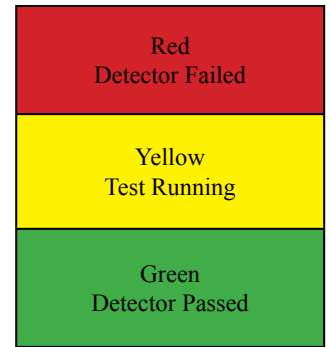 Red
Detector Failed
Yellow
Test Running
Green
Detector Passed